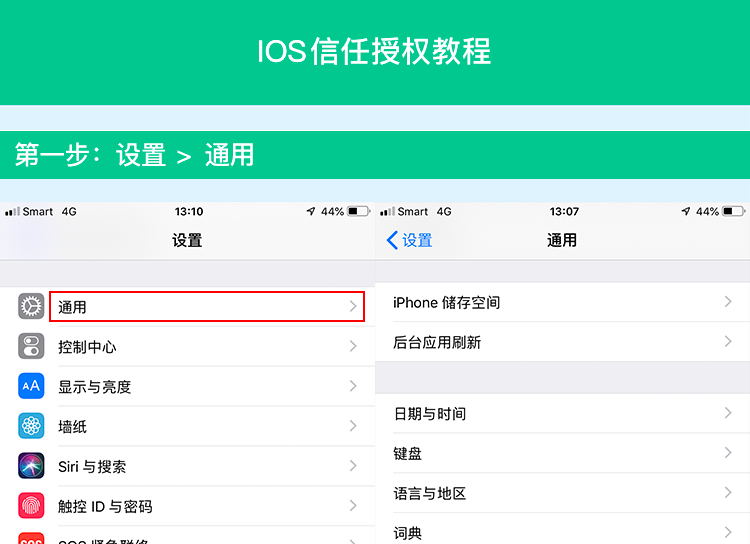 IOS信任授权教程
第一步：设置 > 通用
Smart 4G 13:10 44%
设置
通用
控制中心
显示与亮度
墙纸
Siri 与搜索
触控 ID 与密码
Smart 4G 13:07 44%
设置 通用
iPhone 储存空间
后台应用刷新
日期与时间
键盘
语言与地区
词典